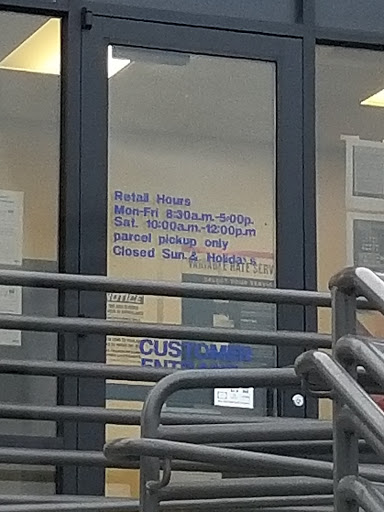 Retail Hours
Mon-Fri 8:30a.m.-5:00p.
Sat. 10:00a.m.-12:00p.m
parcel pickup only
Closed Sun & Holidays
RATE SERV
NOTICE
CUSTOMER
ENTRANCE